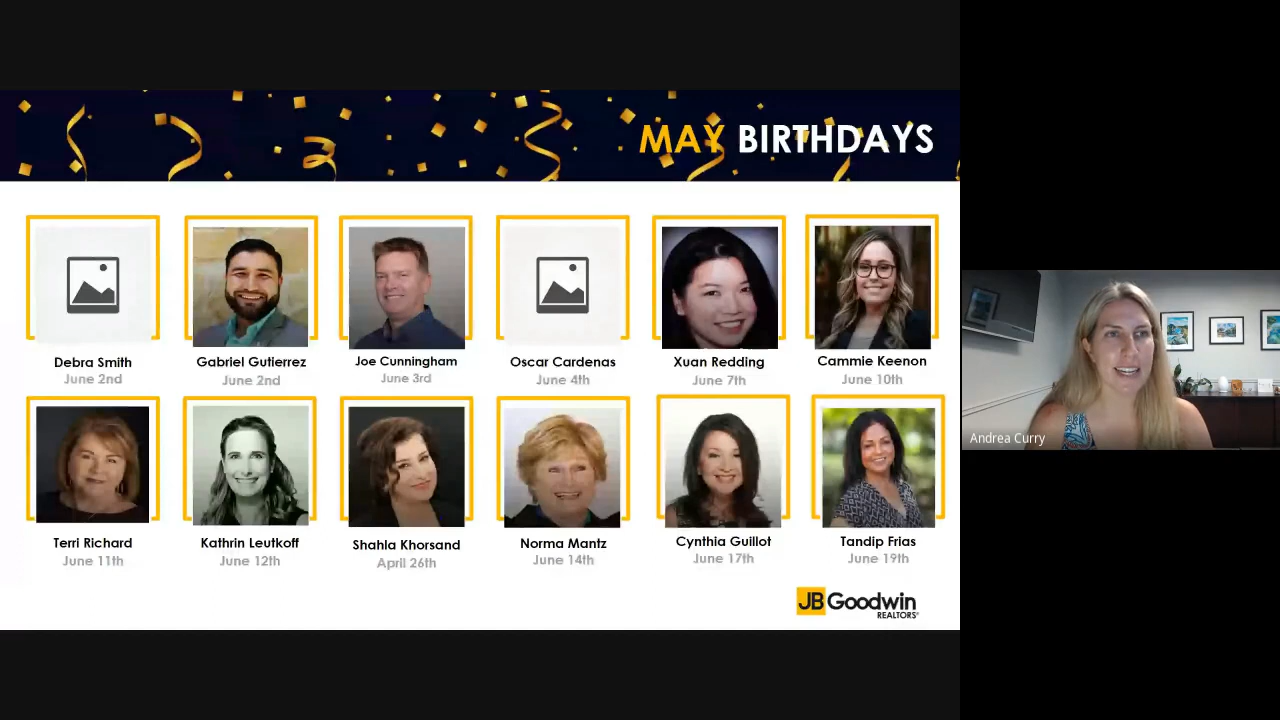 MAY BIRTHDAYS
Debra Smith
June 2nd
Gabriel Gutierrez
June 2nd
Joe Cunningham
June 3rd
Oscar Cardenas
June 4th
Xuan Redding
June 7th
Cammie Keenon
June 10th
Terri Richard
June 11th
Kathrin Leutkoff
June 12th
Shahla Khorsand
April 26th
Norma Mantz
June 14th
Cynthia Guillot
June 17th
Tandip Frias
June 19th
JB Goodwin
REALTORS®
Andrea Curry